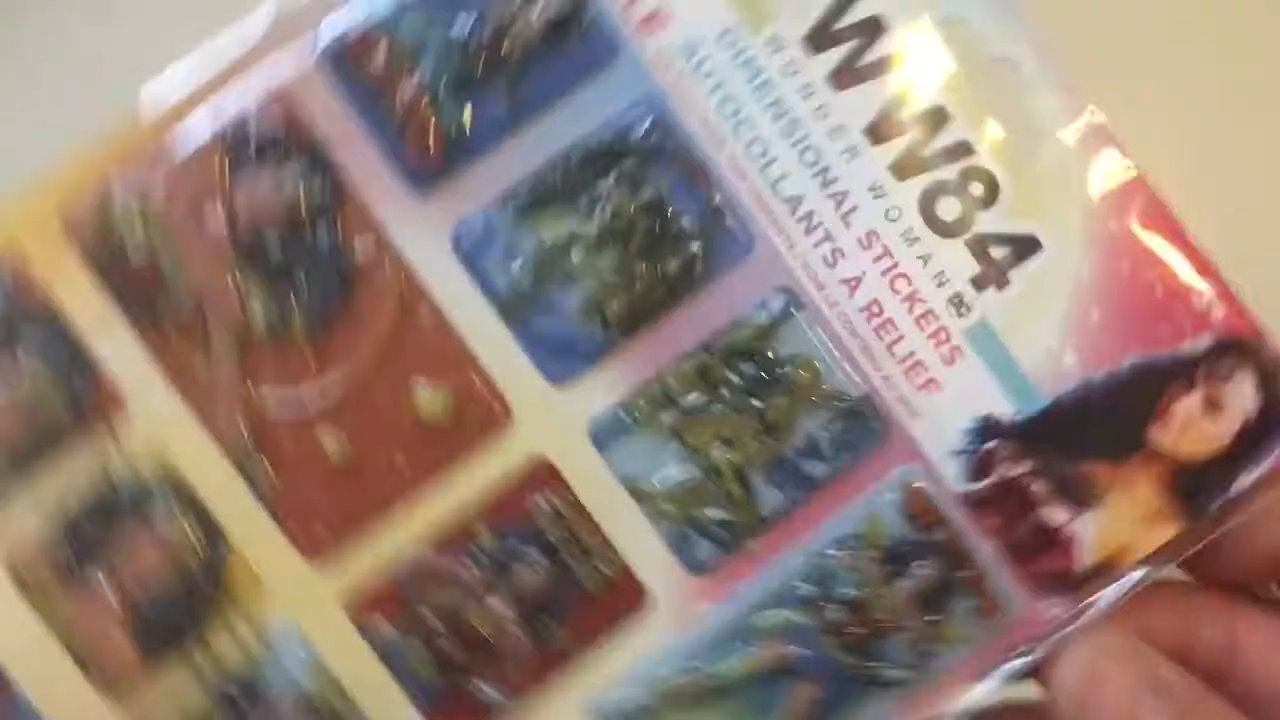 WW84
WONDER WOMAN
DIMENSIONAL STICKERS
AUTOCOLLANTS À RELIEF